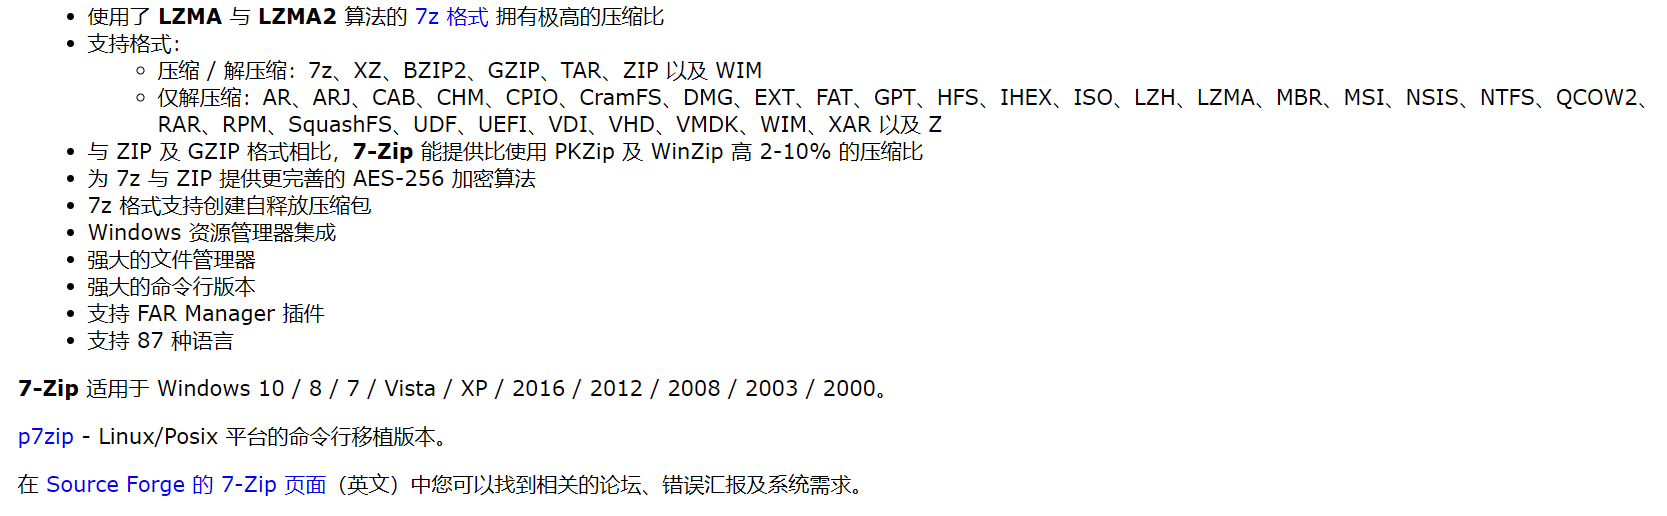 使用了 LZMA 与 LZMA2 算法的 7z 格式 拥有极高的压缩比
支持格式：
压缩 / 解压缩：7z、XZ、BZIP2、GZIP、TAR、ZIP 以及 WIM
仅解压缩：AR、ARJ、CAB、CHM、CPIO、CramFS、DMG、EXT、FAT、GPT、HFS、IHEX、ISO、LZH、LZMA、MBR、MSI、NSIS、NTFS、QCOW2、
RAR、RPM、SquashFS、UDF、UEFI、VDI、VHD、VMDK、WIM、XAR 以及 Z
与 ZIP 及 GZIP 格式相比，7-Zip 能提供比使用 PKZip 及 WinZip 高 2-10% 的压缩比
为 7z 与 ZIP 提供更完善的 AES-256 加密算法
7z 格式支持创建自释放压缩包
Windows 资源管理器集成
强大的文件管理器
强大的命令行版本
支持 FAR Manager 插件
支持 87 种语言
7-Zip 适用于 Windows 10 / 8 / 7 / Vista / XP / 2016 / 2012 / 2008 / 2003 / 2000。
p7zip - Linux/Posix 平台的命令行移植版本。
在 Source Forge 的 7-Zip 页面（英文）中您可以找到相关的论坛、错误汇报及系统需求。